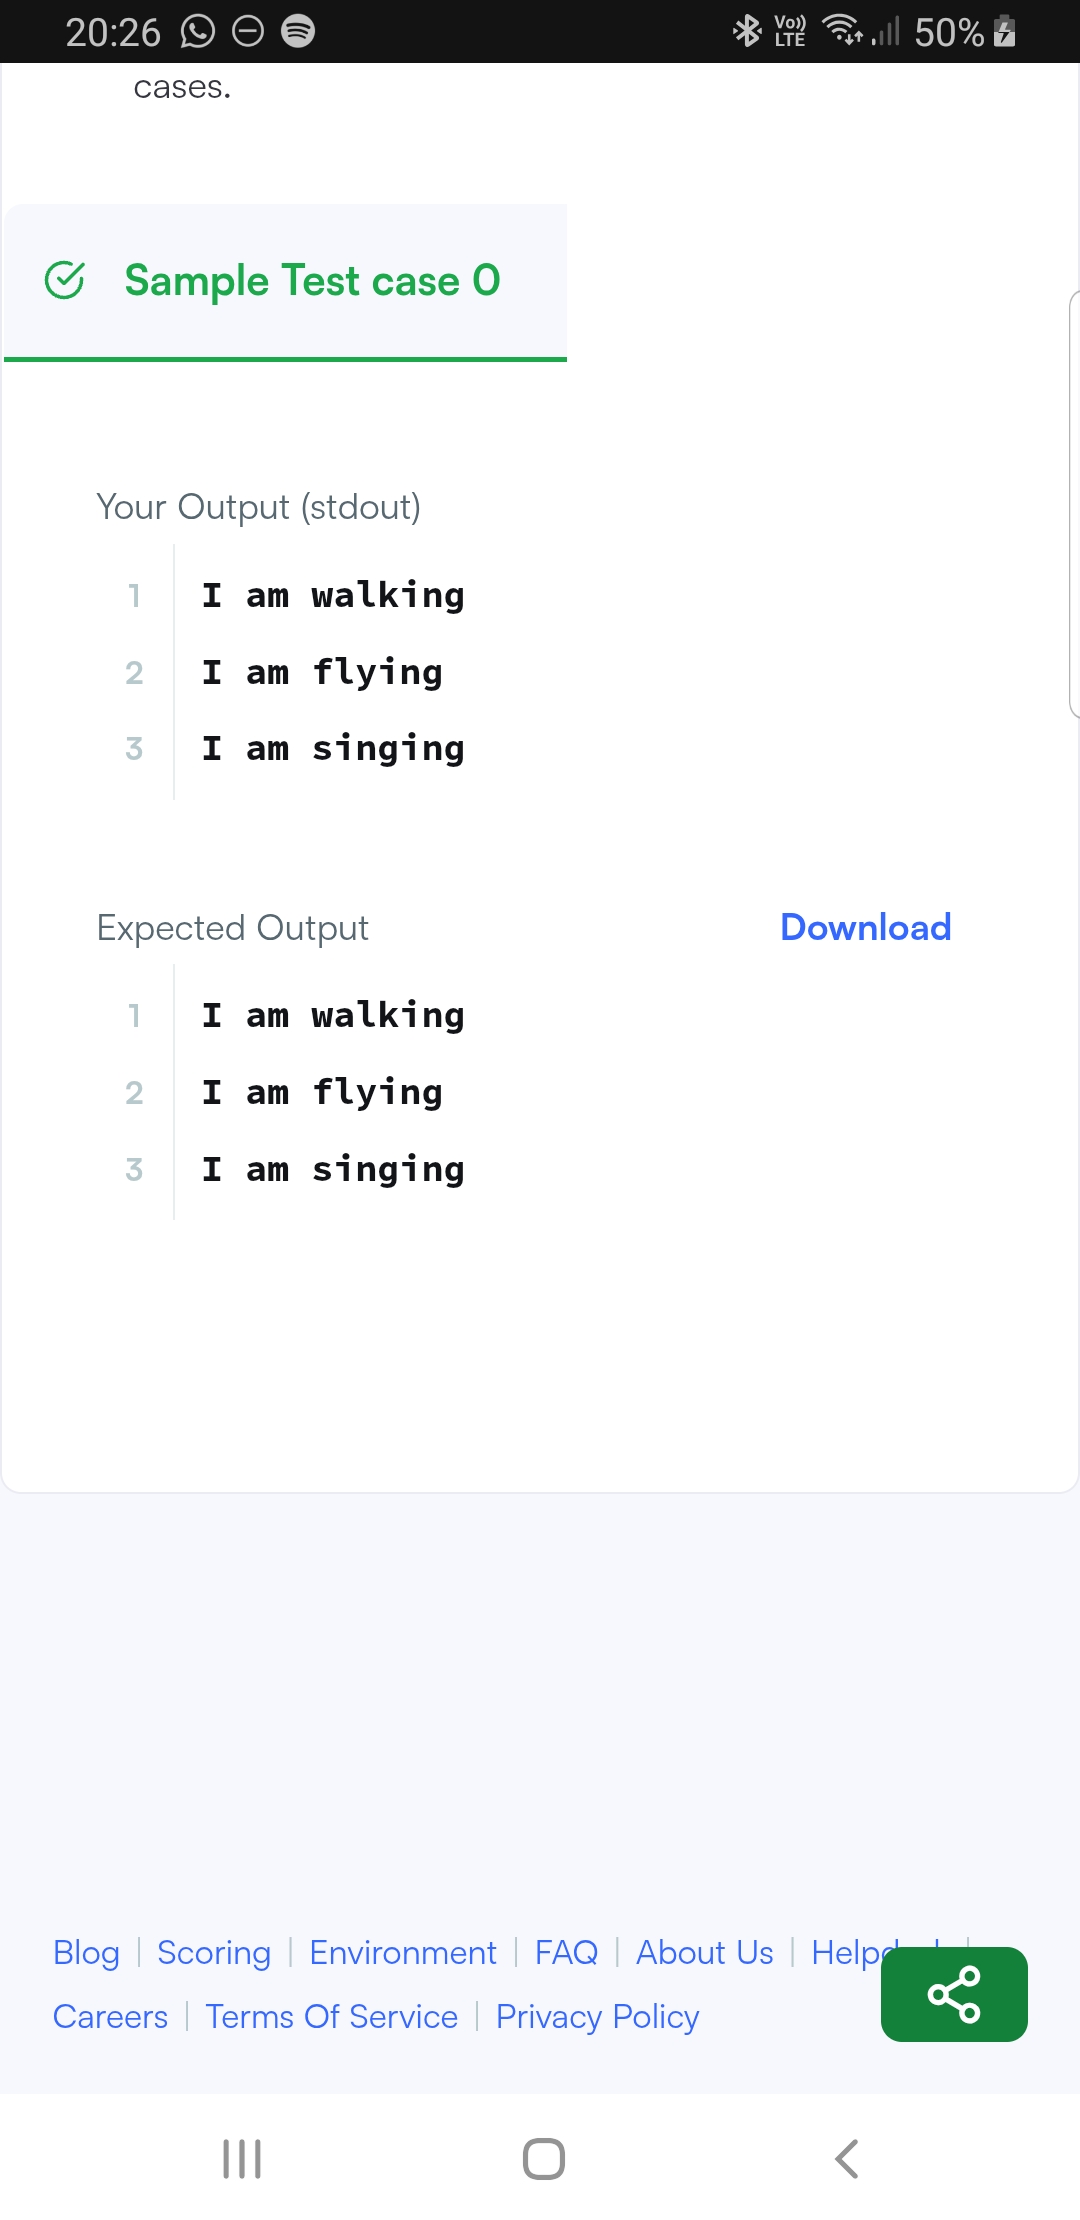 20:26 Vo)) LTE 50%
cases.
Sample Test case 0
Your Output (stdout)
1 I am walking
2 I am flying
3 I am singing
Expected Output Download
1 I am walking
2 I am flying
3 I am singing
Blog | Scoring | Environment | FAQ | About Us |
Careers | Terms Of Service | Privacy Policy